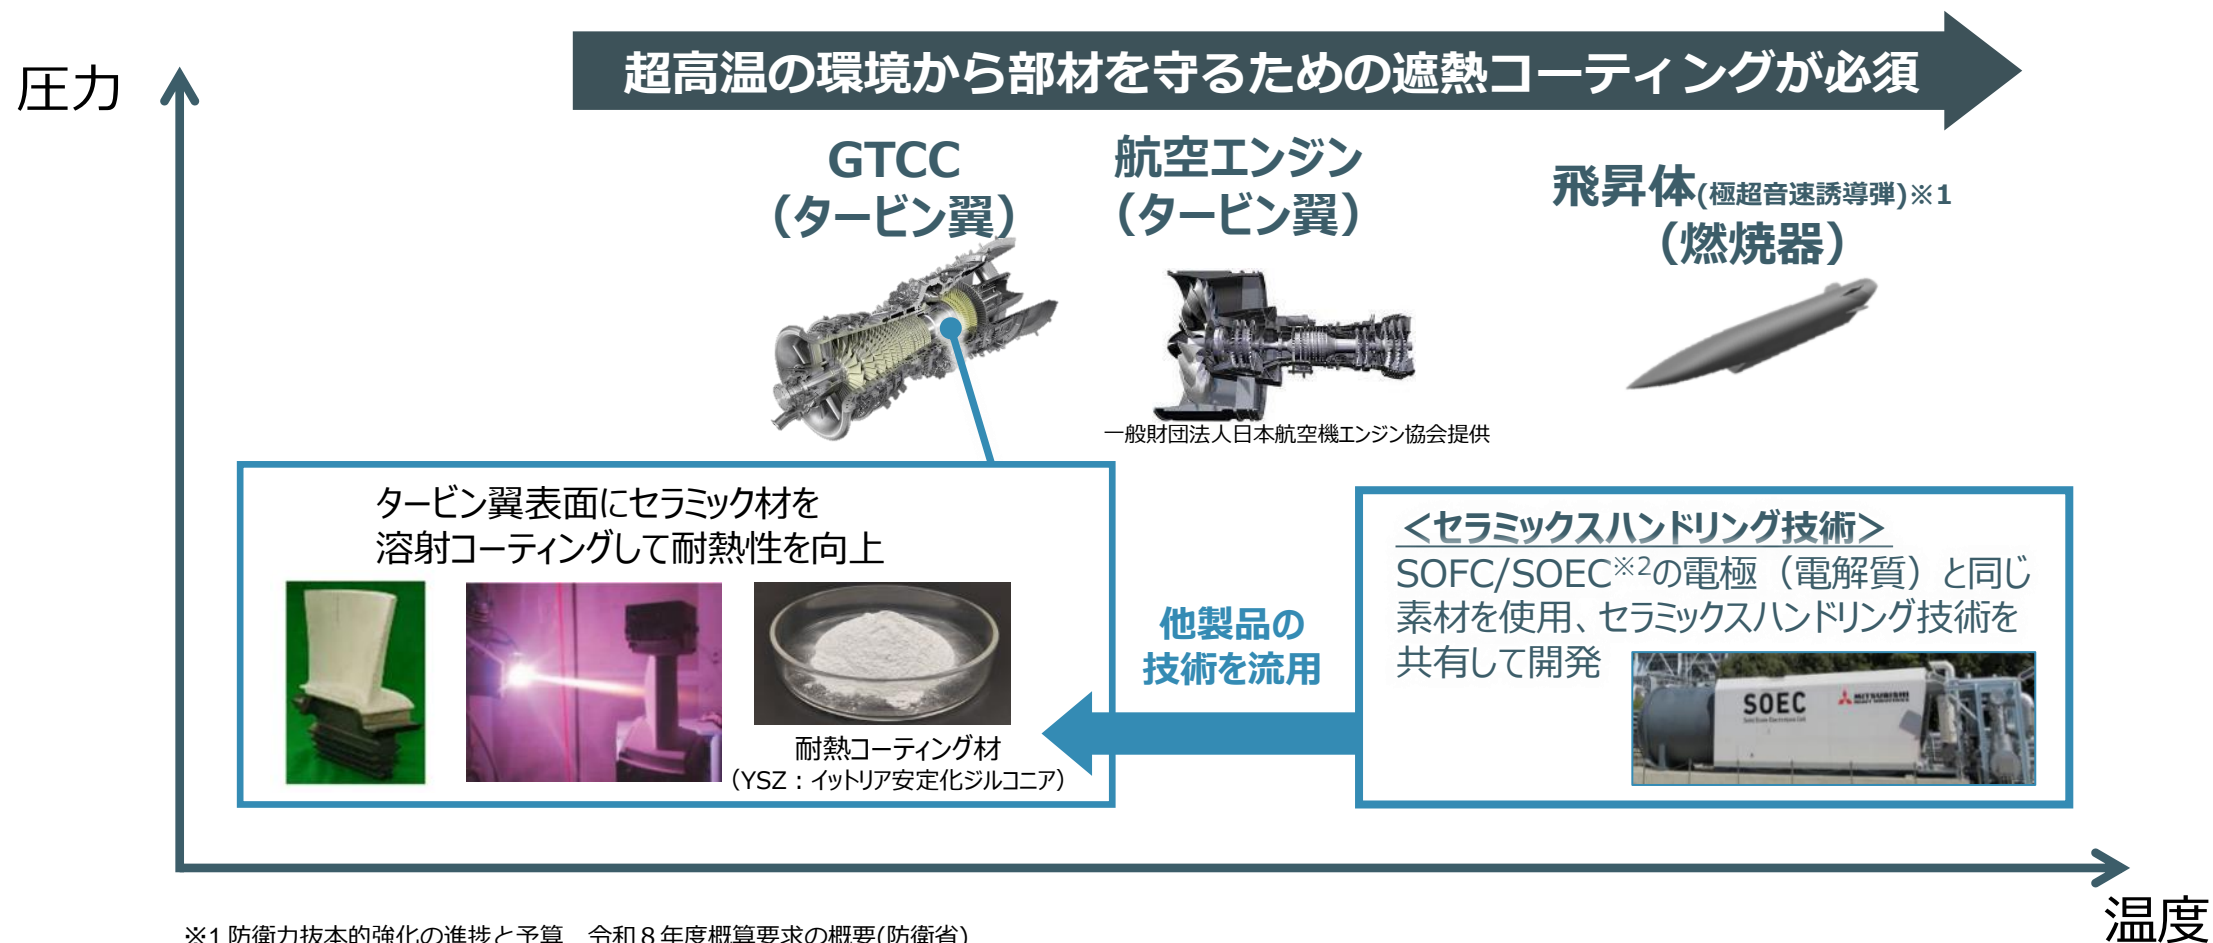 超高温の環境から部材を守るための遮熱コーティングが必須
圧力
GTCC
（タービン翼）
航空エンジン
（タービン翼）
飛昇体(極超音速誘導弾)※1
（燃焼器）
一般財団法人日本航空機エンジン協会提供
タービン翼表面にセラミック材を
溶射コーティングして耐熱性を向上
耐熱コーティング材
（YSZ：イットリア安定化ジルコニア）
他製品の
技術を流用
＜セラミックスハンドリング技術＞
SOFC/SOEC※2の電極（電解質）と同じ
素材を使用、セラミックスハンドリング技術を
共有して開発
SOEC
MITSUBISHI
温度
※1 防衛力抜本的強化の進捗と予算　令和８年度概算要求の概要(防衛省)